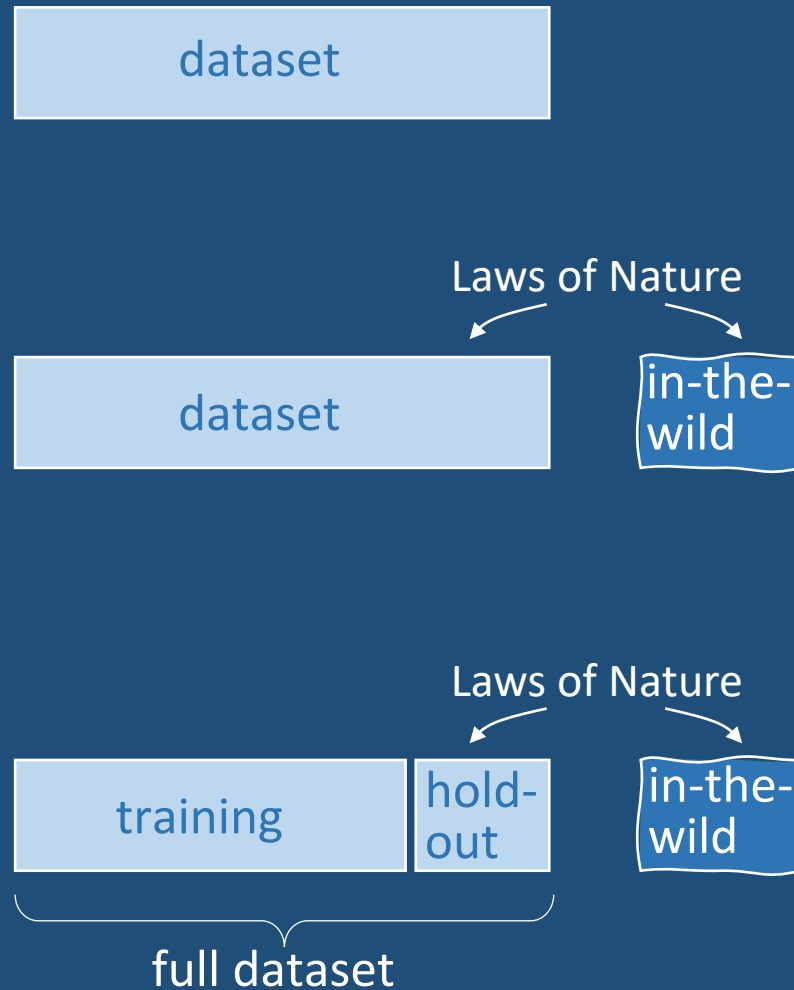 dataset
Laws of Nature
dataset
in-the-
wild
Laws of Nature
training
hold-
out
in-the-
wild
full dataset